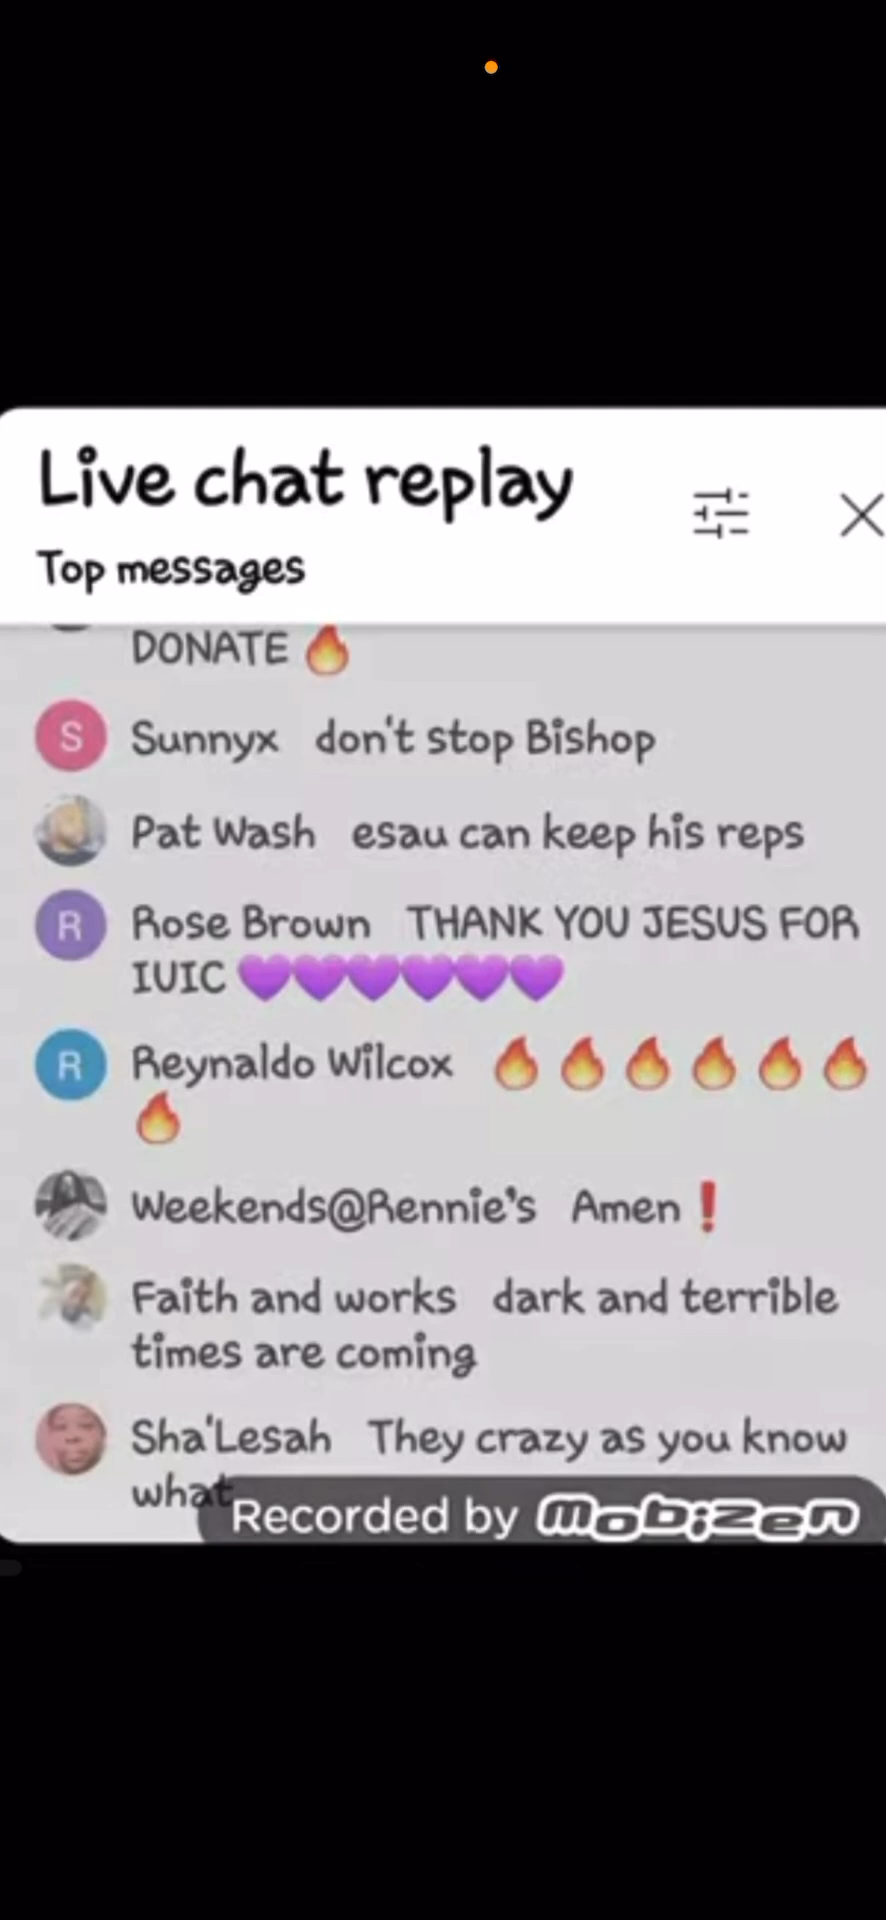 Live chat replay
Top messages
DONATE 🔥
S Sunnyx don't stop Bishop
Pat Wash esau can keep his reps
R Rose Brown THANK YOU JESUS FOR
IUIC 💜💜💜💜💜💜
R Reynaldo Wilcox 🔥🔥🔥🔥🔥🔥
🔥
Weekends@Rennie's Amen❗
Faith and works dark and terrible
times are coming
Sha'Lesah They crazy as you know
what
Recorded by mobizen